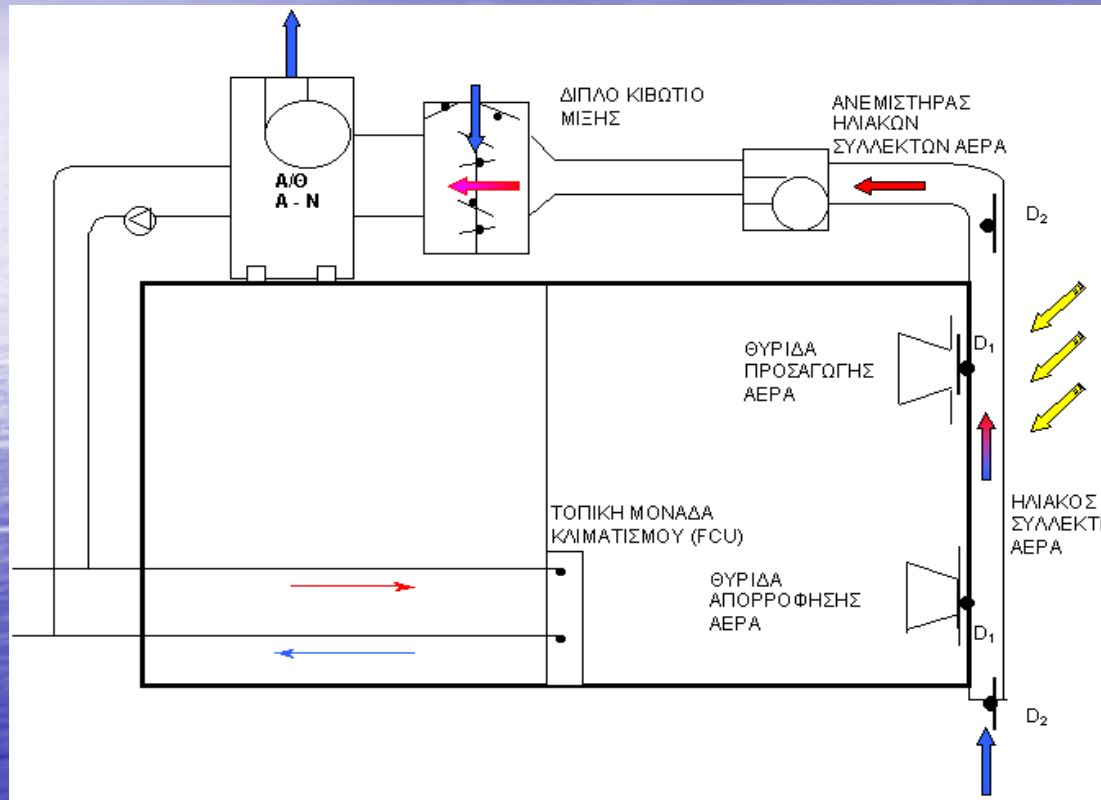 ΔΙΠΛΟ ΚΙΒΩΤΙΟ
ΜΙΞΗΣ
ΑΝΕΜΙΣΤΗΡΑΣ
ΗΛΙΑΚΩΝ
ΣΥΛΛΕΚΤΩΝ ΑΕΡΑ
Α/Θ
Α - Ν
D₂
ΘΥΡΙΔΑ
ΠΡΟΣΑΓΩΓΗΣ
ΑΕΡΑ
D₁
ΤΟΠΙΚΗ ΜΟΝΑΔΑ
ΚΛΙΜΑΤΙΣΜΟΥ (FCU)
ΗΛΙΑΚΟΣ
ΣΥΛΛΕΚΤΗ
ΑΕΡΑ
ΘΥΡΙΔΑ
ΑΠΟΡΡΟΦΗΣΗΣ
ΑΕΡΑ
D₁
D₂